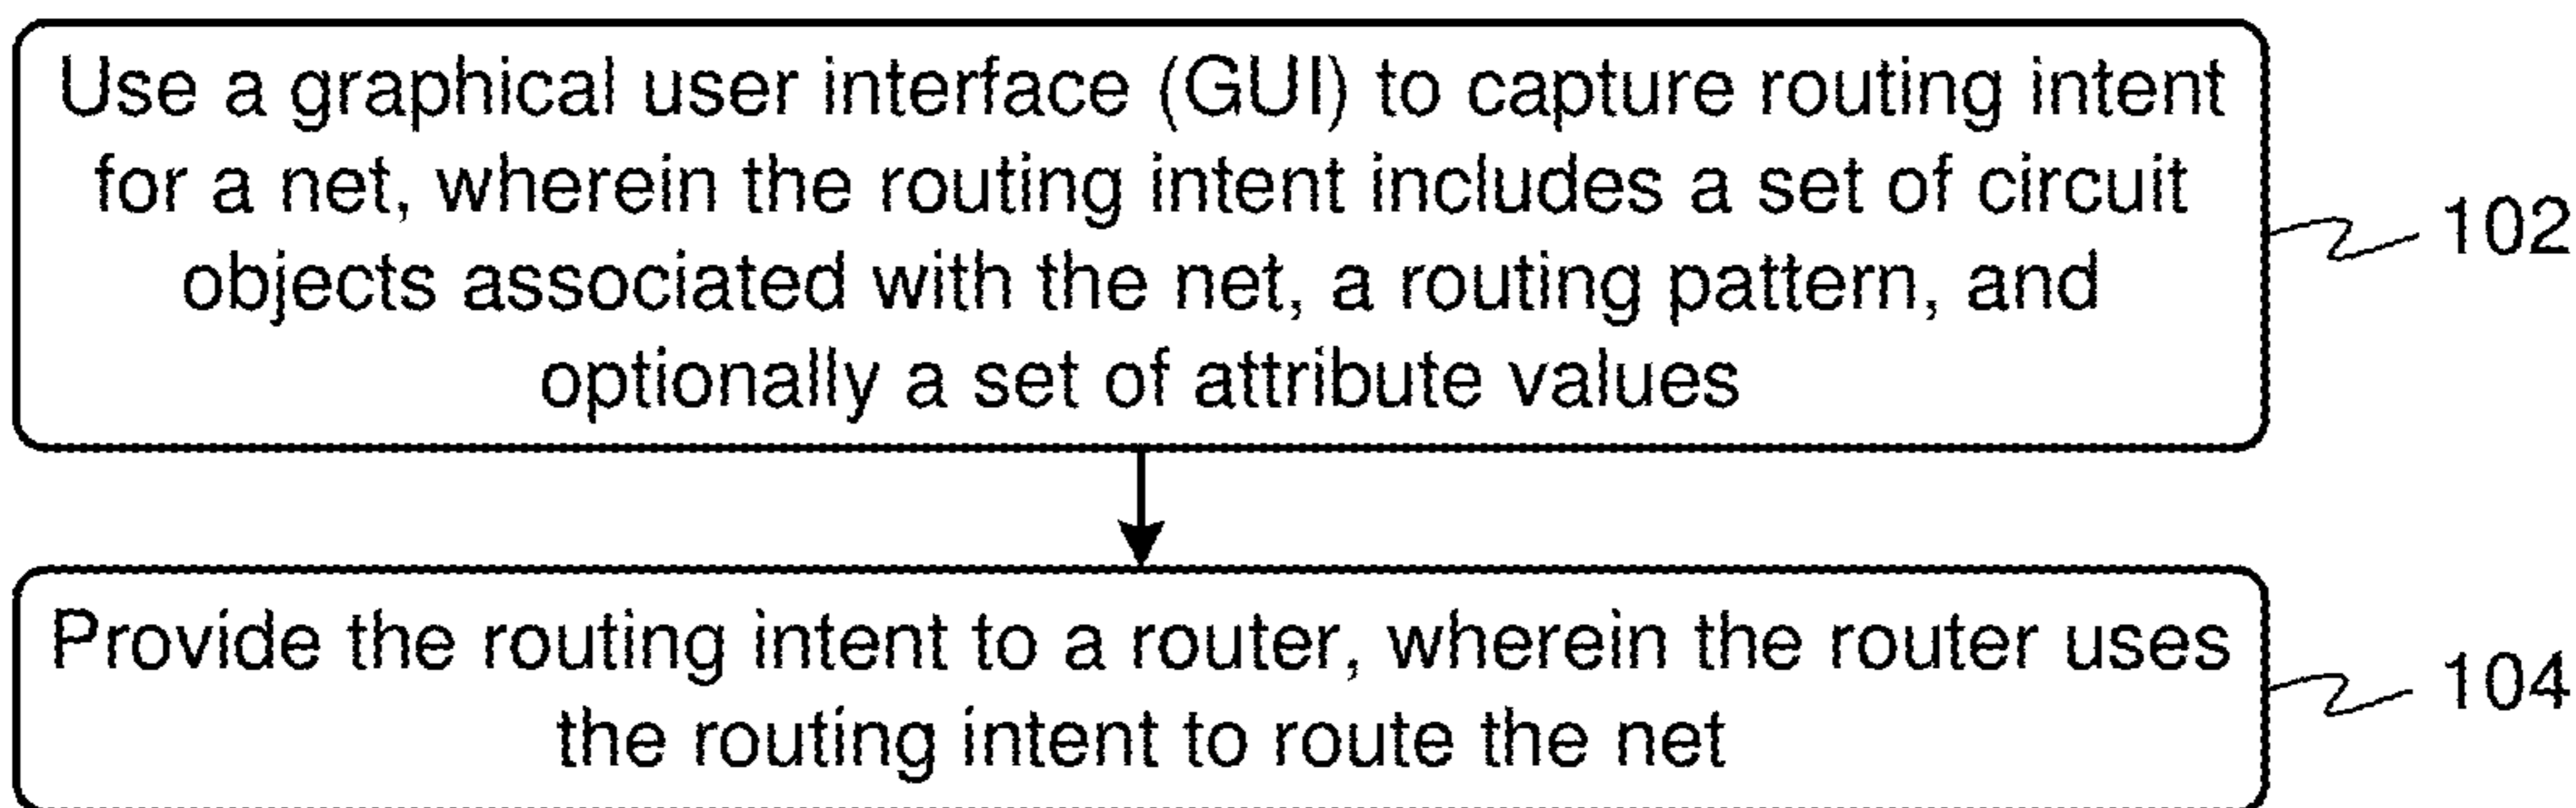 Use a graphical user interface (GUI) to capture routing intent
for a net, wherein the routing intent includes a set of circuit
objects associated with the net, a routing pattern, and
optionally a set of attribute values
102
Provide the routing intent to a router, wherein the router uses
the routing intent to route the net
104